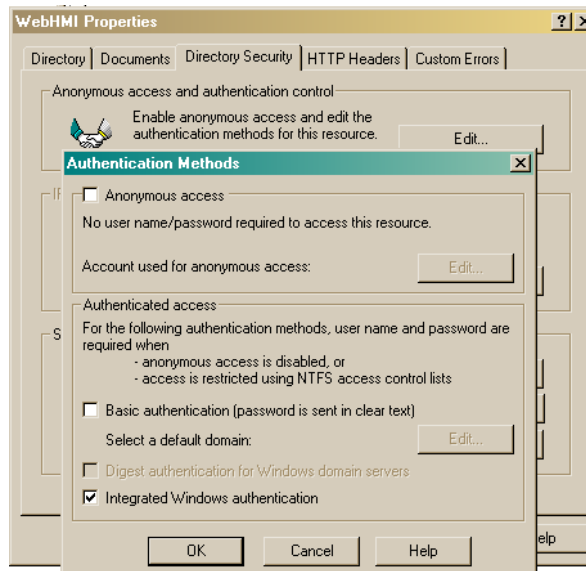 WebHMI Properties
Directory Documents Directory Security HTTP Headers Custom Errors
Anonymous access and authentication control
Enable anonymous access and edit the
authentication methods for this resource.
Edit...
Authentication Methods
Anonymous access
No user name/password required to access this resource.
Account used for anonymous access:
Edit...
Authenticated access
For the following authentication methods, user name and password are
required when
- anonymous access is disabled, or
- access is restricted using NTFS access control lists
Basic authentication (password is sent in clear text)
Select a default domain:
Edit...
Digest authentication for Windows domain servers
Integrated Windows authentication
OK Cancel Help
elp